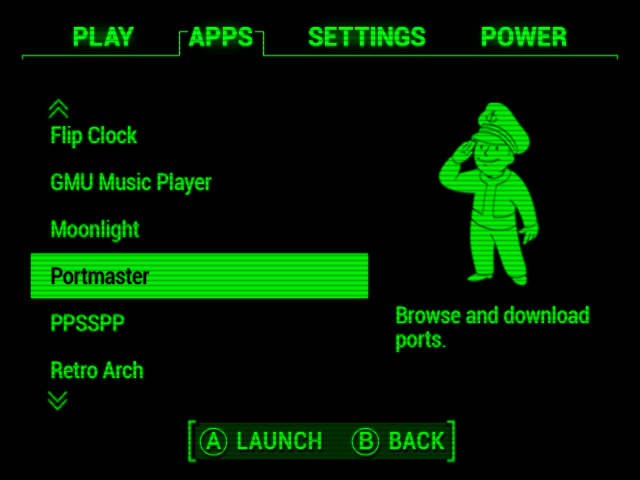 PLAY APPS SETTINGS POWER
Flip Clock
GMU Music Player
Moonlight
Portmaster
PPSSPP
Retro Arch
Browse and download
ports.
A LAUNCH B BACK